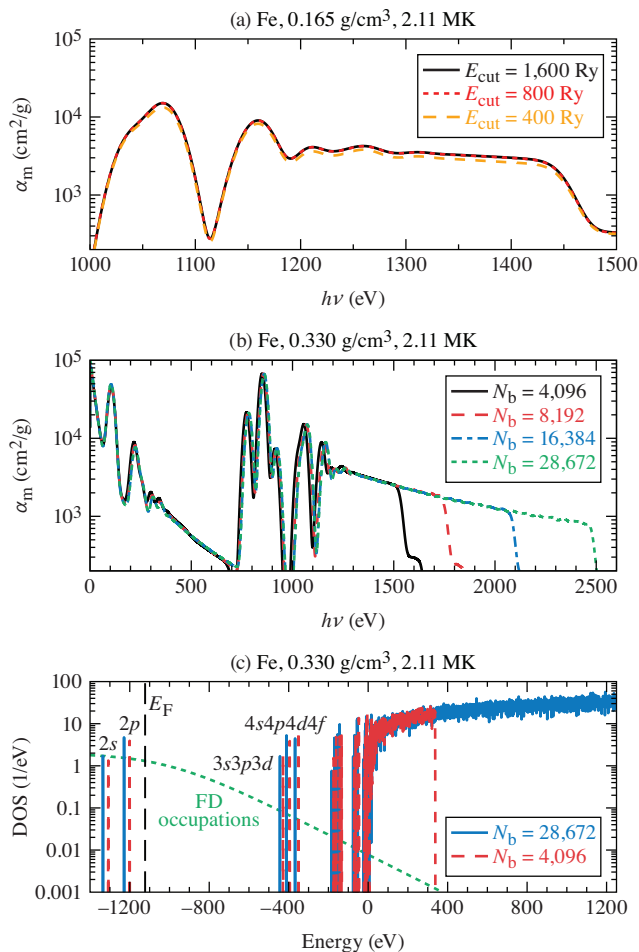 (a) Fe, 0.165 g/cm³, 2.11 MK
10⁵
10⁴
10³
αm (cm²/g)
Ecut = 1,600 Ry
Ecut = 800 Ry
Ecut = 400 Ry
1000 1100 1200 1300 1400 1500
hν (eV)
(b) Fe, 0.330 g/cm³, 2.11 MK
10⁵
10⁴
10³
αm (cm²/g)
Nb = 4,096
Nb = 8,192
Nb = 16,384
Nb = 28,672
0 500 1000 1500 2000 2500
hν (eV)
(c) Fe, 0.330 g/cm³, 2.11 MK
100
10
1
0.1
0.01
0.001
DOS (1/eV)
2s
2p
EF
3s3p3d
4s4p4d4f
FD
occupations
Nb = 28,672
Nb = 4,096
−1200 −800 −400 0 400 800 1200
Energy (eV)